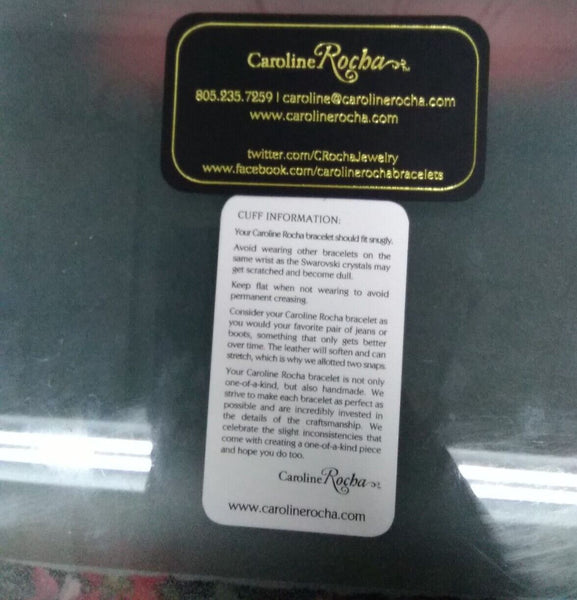 Caroline Rocha
805.235.7259 | caroline@carolinerocha.com
www.carolinerocha.com
twitter.com/CRochaJewelry
www.facebook.com/carolinerochabracelets
CUFF INFORMATION:
Your Caroline Rocha bracelet should fit snugly.
Avoid wearing other bracelets on the
same wrist as the Swarovski crystals may
get scratched and become dull.
Keep flat when not wearing to avoid
permanent creasing.
Consider your Caroline Rocha bracelet as
you would your favorite pair of jeans or
boots, something that only gets better
over time. The leather will soften and can
stretch, which is why we allotted two snaps.
Your Caroline Rocha bracelet is not only
one-of-a-kind, but also handmade. We
strive to make each bracelet as perfect as
possible and are incredibly invested in
the details of the craftsmanship. We
celebrate the slight inconsistencies that
come with creating a one-of-a-kind piece
and hope you do too.
Caroline Rocha
www.carolinerocha.com